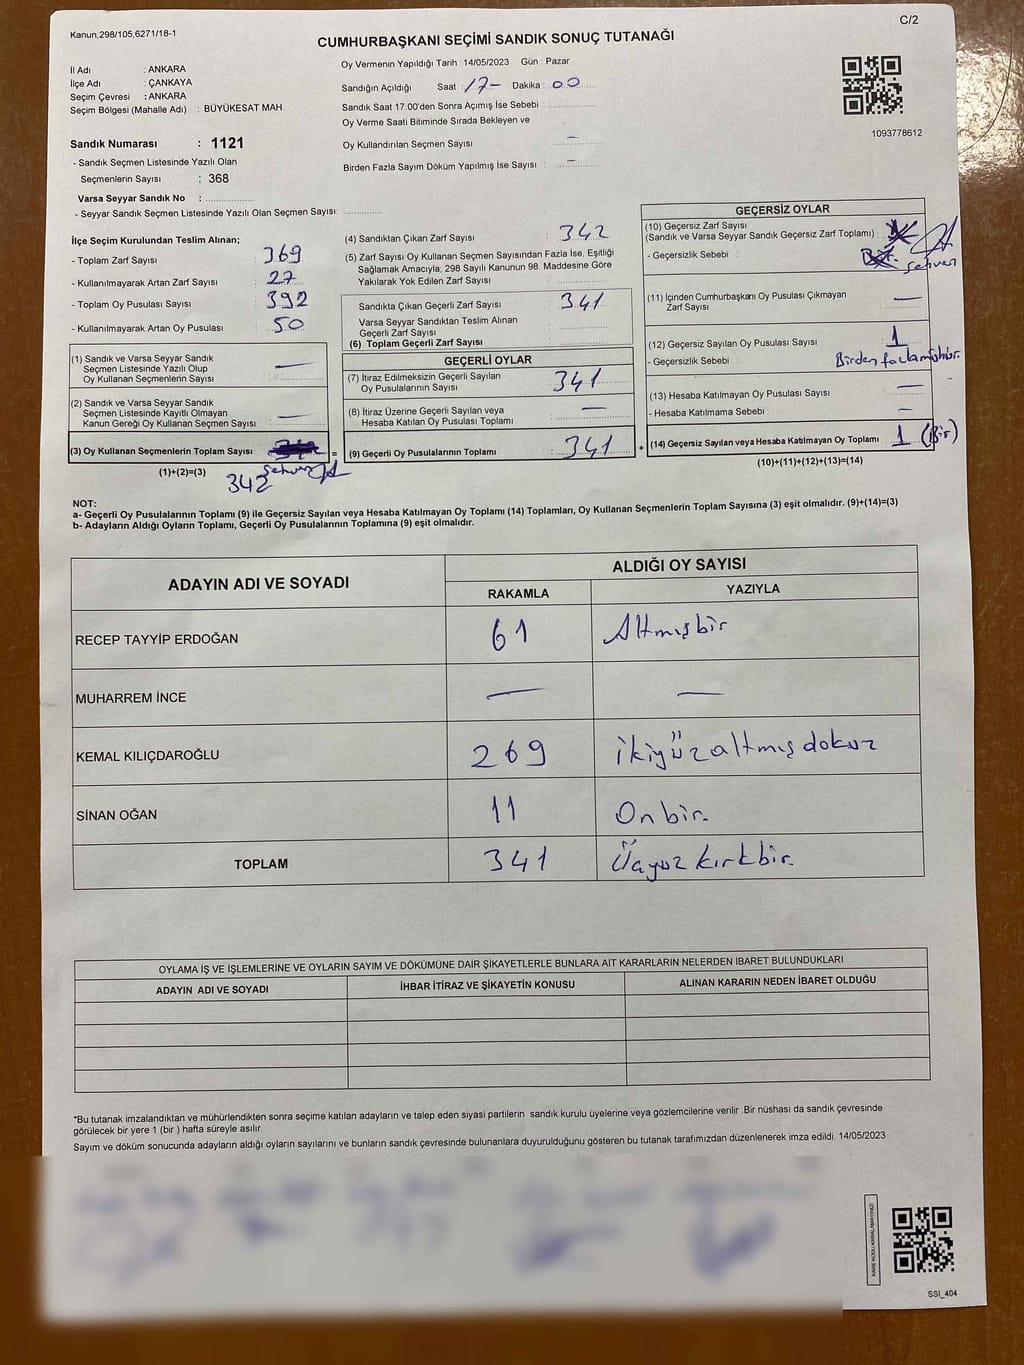 Kanun,298/105,6271/18-1
C/2
CUMHURBAŞKANI SEÇİMİ SANDIK SONUÇ TUTANAĞI
İl Adı : ANKARA
İlçe Adı : ÇANKAYA
Seçim Çevresi : ANKARA
Seçim Bölgesi (Mahalle Adı) : BÜYÜKESAT MAH
Sandık Numarası : 1121
- Sandık Seçmen Listesinde Yazılı Olan
Seçmenlerin Sayısı : 368
Varsa Seyyar Sandık No :
- Seyyar Sandık Seçmen Listesinde Yazılı Olan Seçmen Sayısı:
Oy Vermenin Yapıldığı Tarih : 14/05/2023 Gün : Pazar
Sandığın Açıldığı Saat : 17- Dakika : 00
Sandık Saat 17:00'den Sonra Açımış İse Sebebi :
Oy Verme Saati Bitiminde Sırada Bekleyen ve
Oy Kullandırılan Seçmen Sayısı : —
Birden Fazla Sayım Döküm Yapılmış İse Sayısı : —
1093778612
İlçe Seçim Kurulundan Teslim Alınan;
- Toplam Zarf Sayısı : 369
- Kullanılmayarak Artan Zarf Sayısı : 27
- Toplam Oy Pusulası Sayısı : 392
- Kullanılmayarak Artan Oy Pusulası : 50
(1) Sandık ve Varsa Seyyar Sandık
Seçmen Listesinde Yazılı Olup
Oy Kullanan Seçmenlerin Sayısı : —
(2) Sandık ve Varsa Seyyar Sandık
Seçmen Listesinde Kayıtlı Olmayan
Kanun Gereği Oy Kullanan Seçmen Sayısı : —
(3) Oy Kullanan Seçmenlerin Toplam Sayısı
=
(1)+(2)=(3)
342 Sehven
(4) Sandıktan Çıkan Zarf Sayısı : 342
(5) Zarf Sayısı Oy Kullanan Seçmen Sayısından Fazla İse, Eşitliği
Sağlamak Amacıyla; 298 Sayılı Kanunun 98. Maddesine Göre
Yakılarak Yok Edilen Zarf Sayısı :
Sandıkta Çıkan Geçerli Zarf Sayısı : 341
Varsa Seyyar Sandıktan Teslim Alınan
Geçerli Zarf Sayısı :
(6) Toplam Geçerli Zarf Sayısı :
GEÇERLİ OYLAR
(7) İtiraz Edilmeksizin Geçerli Sayılan
Oy Pusulalarının Sayısı : 341
(8) İtiraz Üzerine Geçerli Sayılan veya
Hesaba Katılan Oy Pusulası Toplamı : —
(9) Geçerli Oy Pusulalarının Toplamı : 341
+
GEÇERSİZ OYLAR
(10) Geçersiz Zarf Sayısı
(Sandık ve Varsa Seyyar Sandık Geçersiz Zarf Toplamı) :
- Geçersizlik Sebebi : Sehven
(11) İçinden Cumhurbaşkanı Oy Pusulası Çıkmayan
Zarf Sayısı : —
(12) Geçersiz Sayılan Oy Pusulası Sayısı : 1
- Geçersizlik Sebebi : Birden fazla mühür.
(13) Hesaba Katılmayan Oy Pusulası Sayısı : —
- Hesaba Katılmama Sebebi : —
(14) Geçersiz Sayılan veya Hesaba Katılmayan Oy Toplamı : 1 (Bir)
(10)+(11)+(12)+(13)=(14)
NOT:
a- Geçerli Oy Pusulalarının Toplamı (9) ile Geçersiz Sayılan veya Hesaba Katılmayan Oy Toplamı (14) Toplamları, Oy Kullanan Seçmenlerin Toplam Sayısına (3) eşit olmalıdır. (9)+(14)=(3)
b- Adayların Aldığı Oyların Toplamı, Geçerli Oy Pusulalarının Toplamına (9) eşit olmalıdır.
ADAYIN ADI VE SOYADI
ALDIĞI OY SAYISI
RAKAMLA YAZIYLA
RECEP TAYYİP ERDOĞAN 61 Altmışbir
MUHARREM İNCE — —
KEMAL KILIÇDAROĞLU 269 İkiyüzaltmışdokuz
SİNAN OĞAN 11 Onbir.
TOPLAM 341 Üçyüzkırkbir.
OYLAMA İŞ VE İŞLEMLERİNE VE OYLARIN SAYIM VE DÖKÜMÜNE DAİR ŞİKAYETLERLE BUNLARA AİT KARARLARIN NELERDEN İBARET BULUNDUKLARI
ADAYIN ADI VE SOYADI İHBAR İTİRAZ VE ŞİKAYETİN KONUSU ALINAN KARARIN NEDEN İBARET OLDUĞU
*Bu tutanak imzalandıktan ve mühürlendikten sonra seçime katılan adayların ve talep eden siyasi partilerin sandık kurulu üyelerine veya gözlemcilerine verilir .Bir nüshası da sandık çevresinde
görülecek bir yere 1 (bir ) hafta süreyle asılır.
Sayım ve döküm sonucunda adayların aldığı oyların sayılarını ve bunların sandık çevresinde bulunanlara duyurulduğunu gösteren bu tutanak tarafımızdan düzenlenerek imza edildi. 14/05/2023
KARE KODU KARALAMAYINIZ!
SSI_404